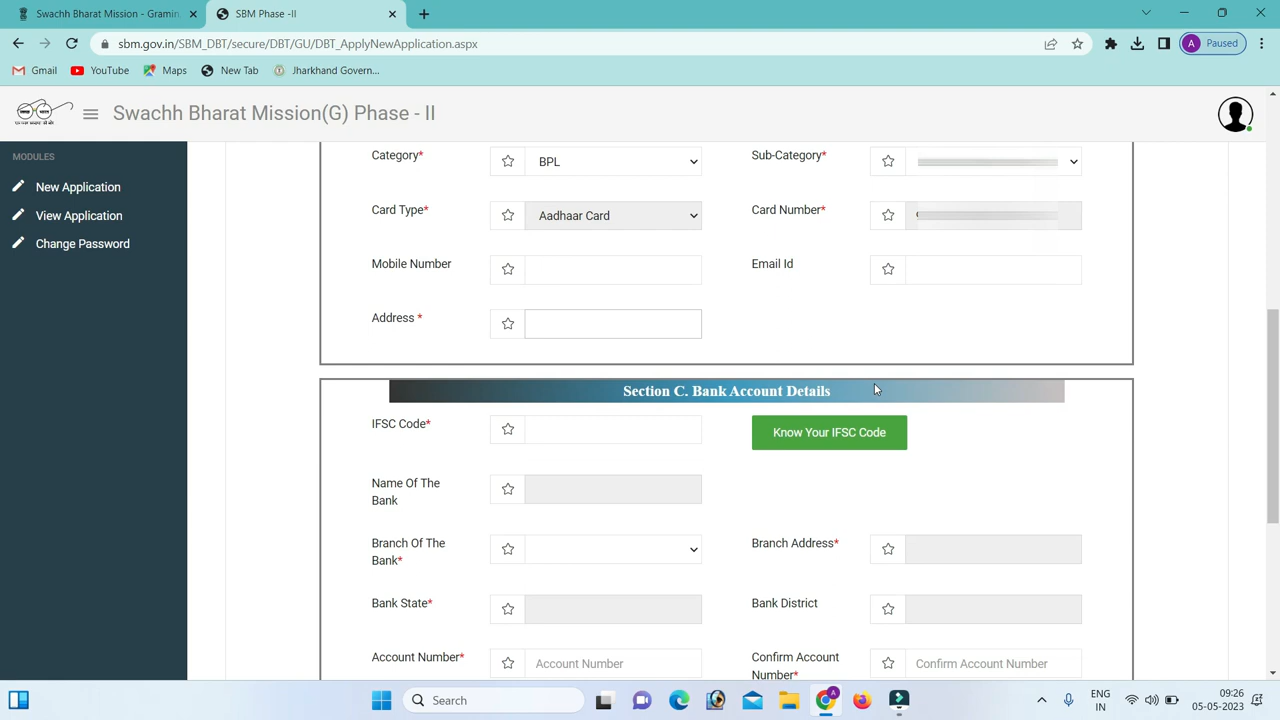 Swachh Bharat Mission - Gramin
SBM Phase -II
sbm.gov.in/SBM_DBT/secure/DBT/GU/DBT_ApplyNewApplication.aspx
A Paused
Gmail
YouTube
Maps
New Tab
Jharkhand Govern...
Swachh Bharat Mission(G) Phase - II
MODULES
New Application
View Application
Change Password
Category*
BPL
Sub-Category*
Card Type*
Aadhaar Card
Card Number*
Mobile Number
Email Id
Address *
Section C. Bank Account Details
IFSC Code*
Know Your IFSC Code
Name Of The
Bank
Branch Of The
Bank*
Branch Address*
Bank State*
Bank District
Account Number*
Account Number
Confirm Account
Number*
Confirm Account Number
Search
A
ENG
IN
09:26
05-05-2023